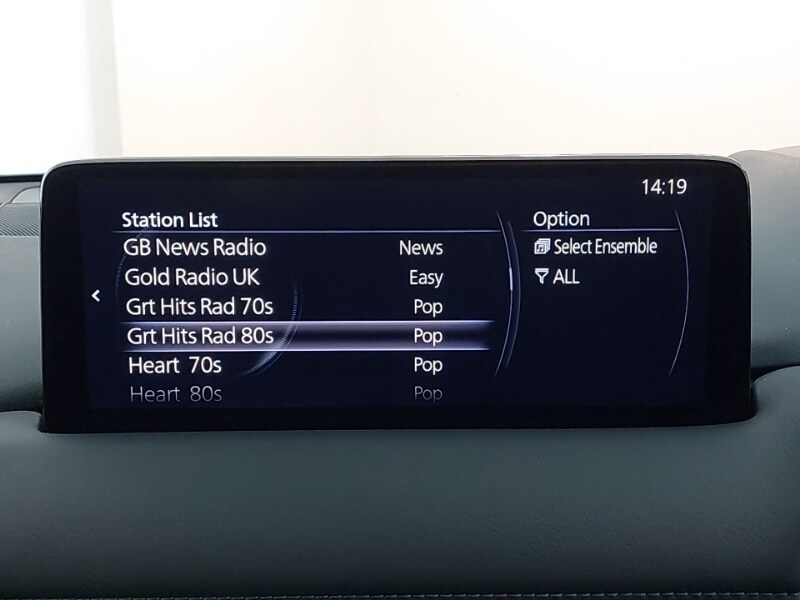 14:19
Station List
GB News Radio News
Gold Radio UK Easy
Grt Hits Rad 70s Pop
Grt Hits Rad 80s Pop
Heart 70s Pop
Heart 80s Pop
Option
Select Ensemble
ALL